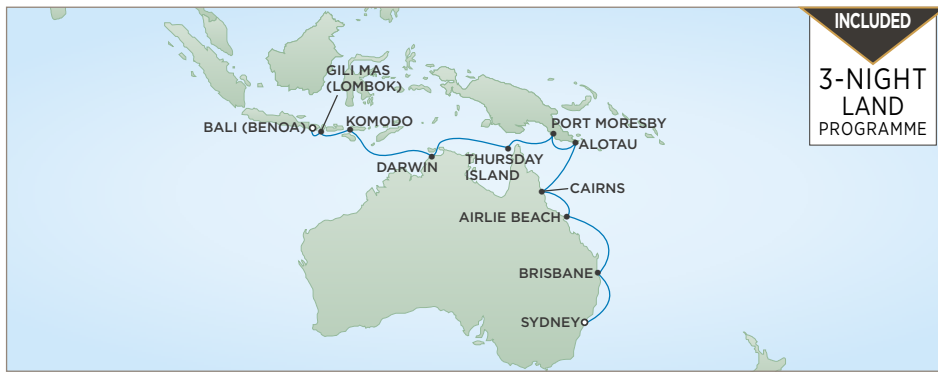 INCLUDED
3-NIGHT
LAND
PROGRAMME
GILI MAS
(LOMBOK)
BALI (BENOA)
KOMODO
PORT MORESBY
ALOTAU
DARWIN
THURSDAY
ISLAND
CAIRNS
AIRLIE BEACH
BRISBANE
SYDNEY